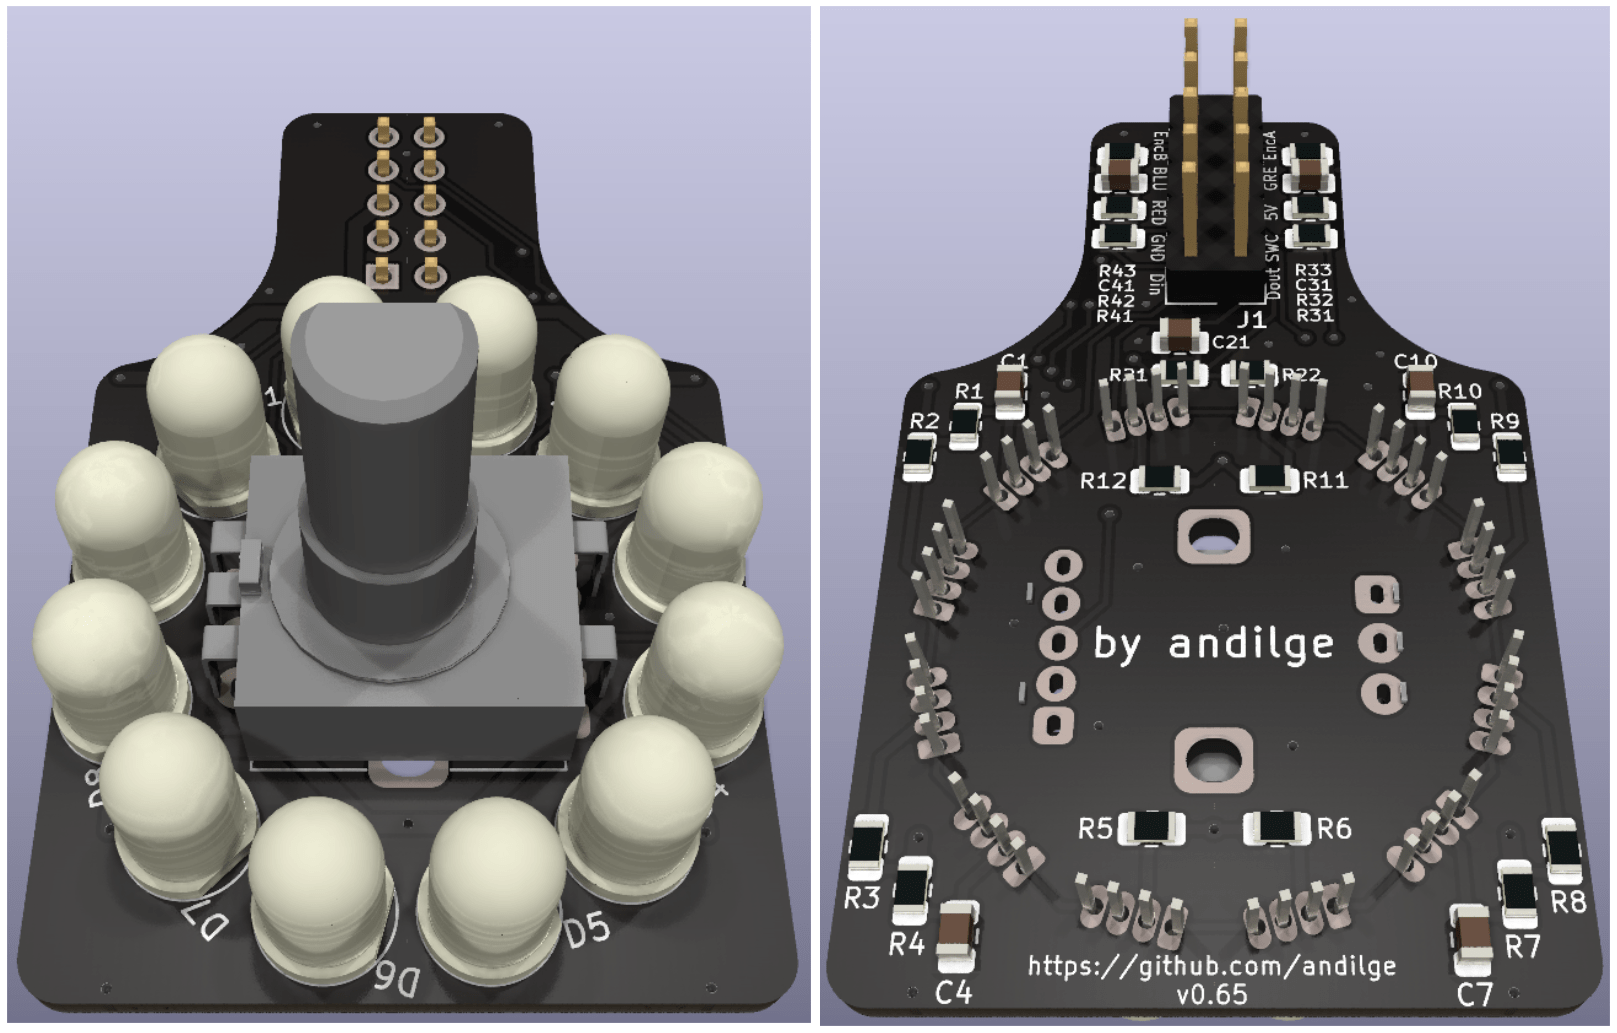 1
D8
4
D7
D5
D6
EncB
BLU
RED
GND
Din
EncA
GRE
5V
SWC
Dout
R43
C41
R42
R41
R33
C31
R32
R31
J1
C21
C1
C10
R1
R10
R2
R9
R21
R22
R12
R11
by andilge
R5
R6
R3
R8
R4
R7
https://github.com/andilge
v0.65
C4
C7